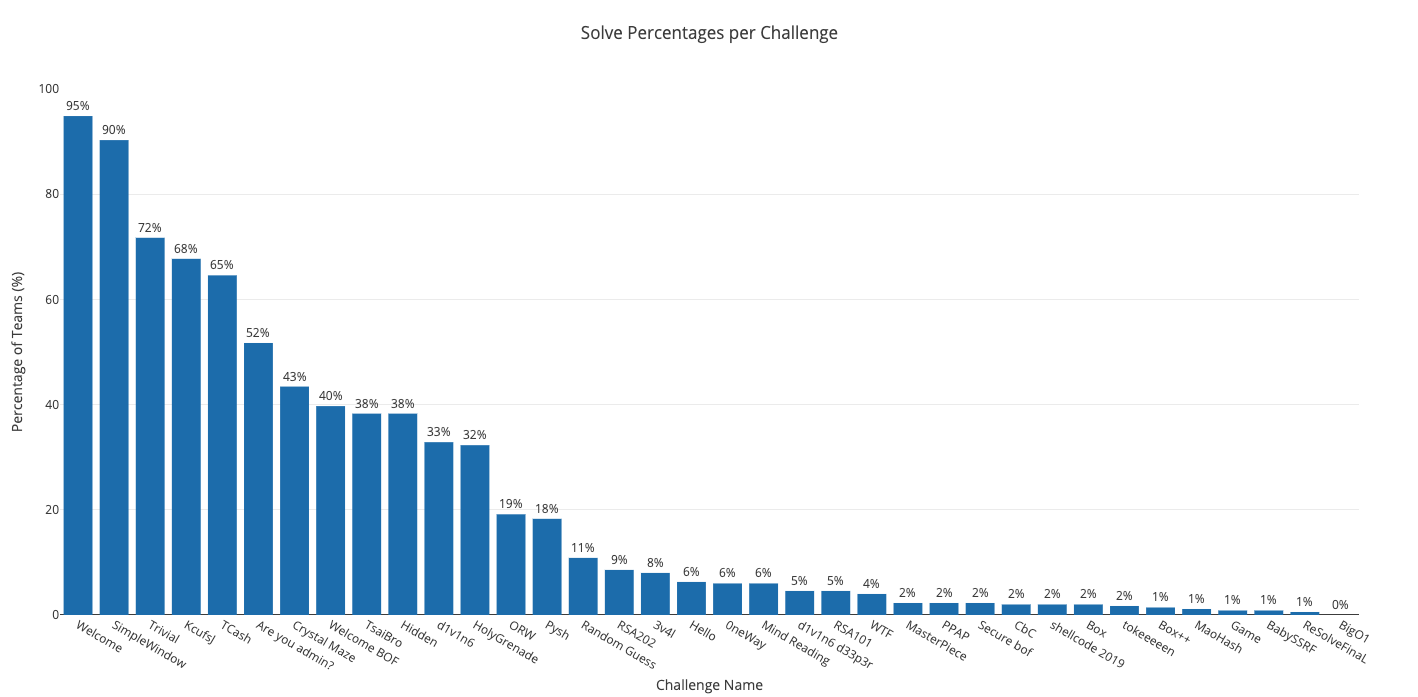 Solve Percentages per Challenge
Percentage of Teams (%)
100
80
60
40
20
0
95%
90%
72%
68%
65%
52%
43%
40%
38%
38%
33%
32%
19%
18%
11%
9%
8%
6%
6%
6%
5%
5%
4%
2%
2%
2%
2%
2%
2%
2%
1%
1%
1%
1%
1%
0%
Welcome
SimpleWindow
Trivial
KcufsJ
TCash
Are you admin?
Crystal Maze
Welcome BOF
TsaiBro
Hidden
d1v1n6
HolyGrenade
ORW
Pysh
Random Guess
RSA202
3v4l
Hello
0neWay
Mind Reading
d1v1n6 d33p3r
RSA101
WTF
MasterPiece
PPAP
Secure bof
CbC
shellcode 2019
Box
tokeeeeen
Box++
MaoHash
Game
BabySSRF
ReSolveFinaL
BigO1
Challenge Name